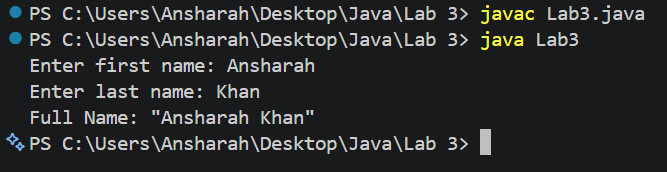 PS C:\Users\Ansharah\Desktop\Java\Lab 3> javac Lab3.java
PS C:\Users\Ansharah\Desktop\Java\Lab 3> java Lab3
Enter first name: Ansharah
Enter last name: Khan
Full Name: "Ansharah Khan"
PS C:\Users\Ansharah\Desktop\Java\Lab 3>